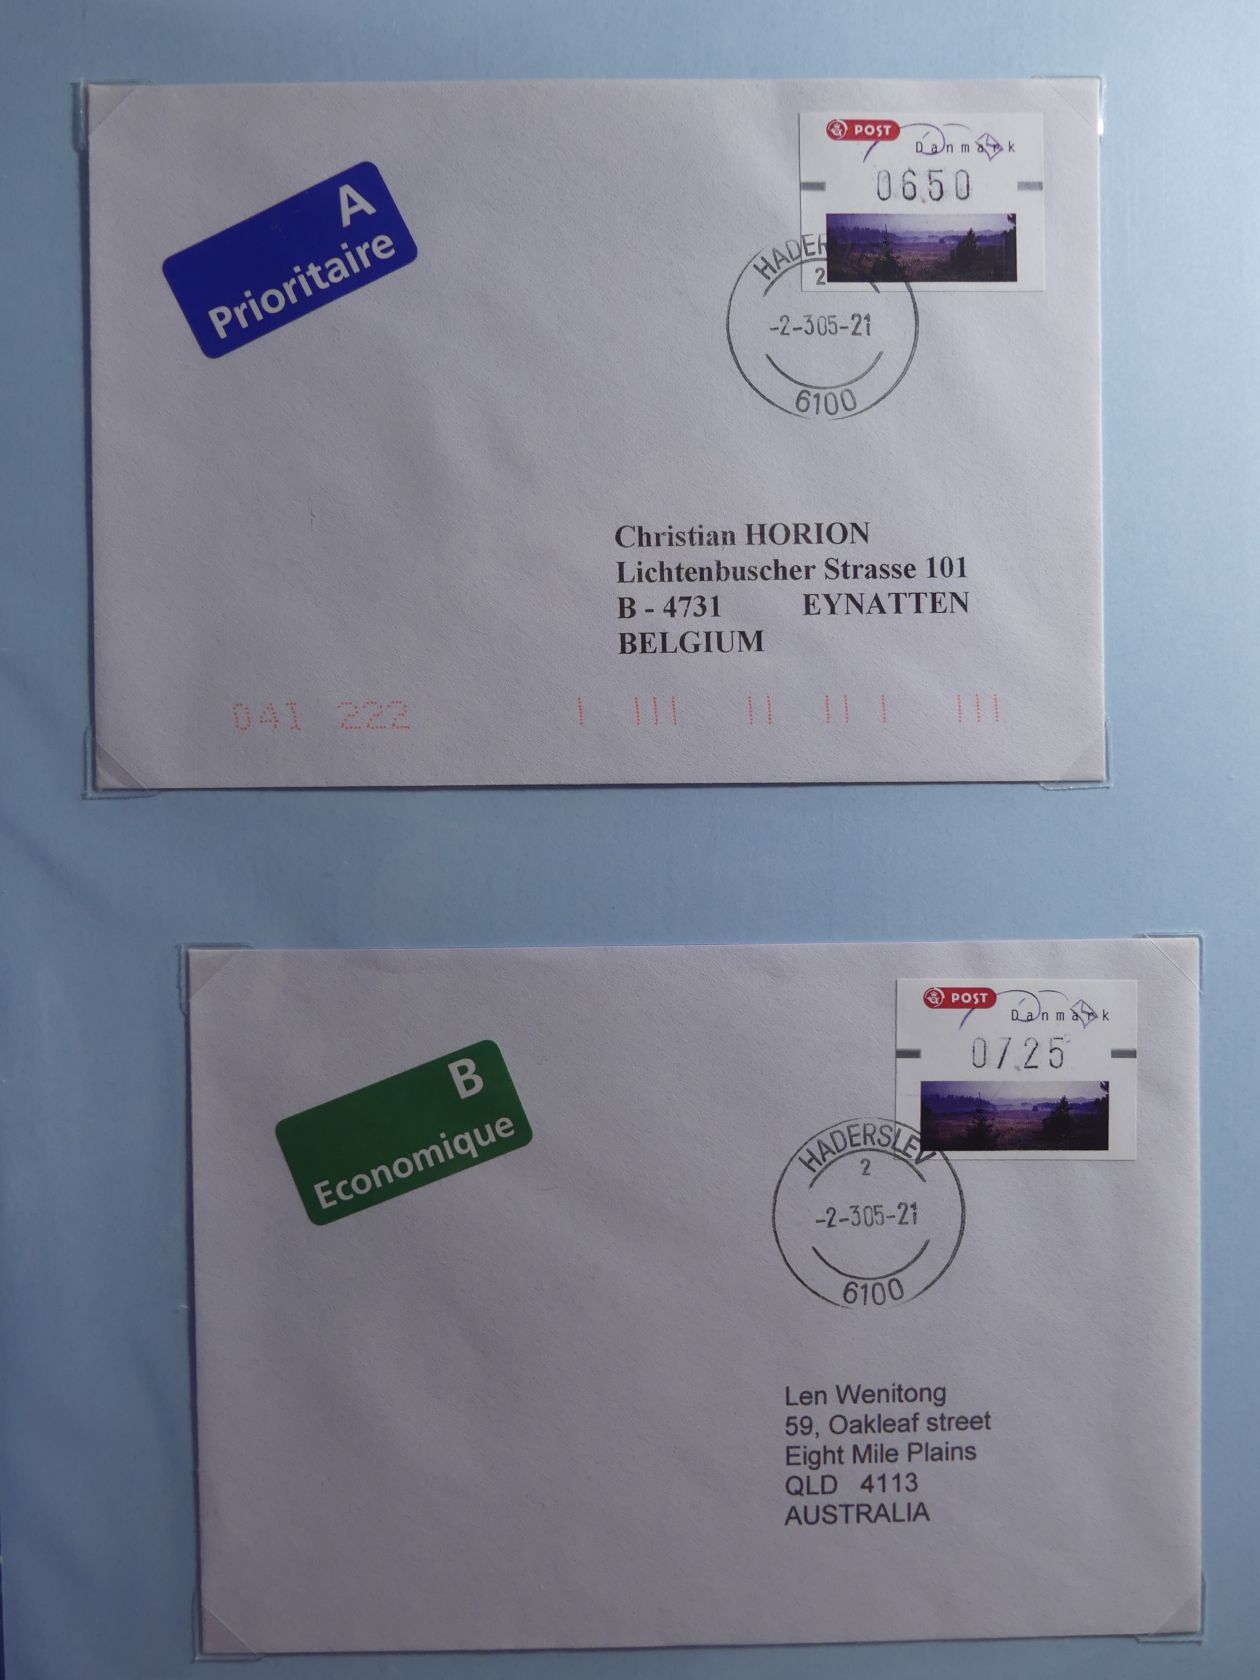 A
Prioritaire
POST
Danmark
06.50
2
-2-305-21
6100
Christian HORION
Lichtenbuscher Strasse 101
B - 4731 EYNATTEN
BELGIUM
041 222
B
Economique
POST
Danmark
07.25
HADERSLEV
2
-2-305-21
6100
Len Wenitong
59, Oakleaf street
Eight Mile Plains
QLD 4113
AUSTRALIA